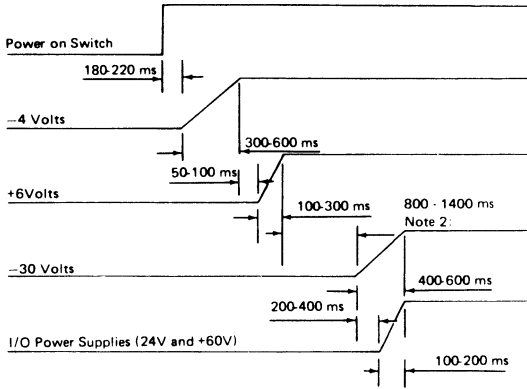 Power on Switch
180-220 ms
−4 Volts
300-600 ms
50-100 ms
+6Volts
100-300 ms
800 - 1400 ms
Note 2:
−30 Volts
400-600 ms
200-400 ms
I/O Power Supplies (24V and +60V)
100-200 ms